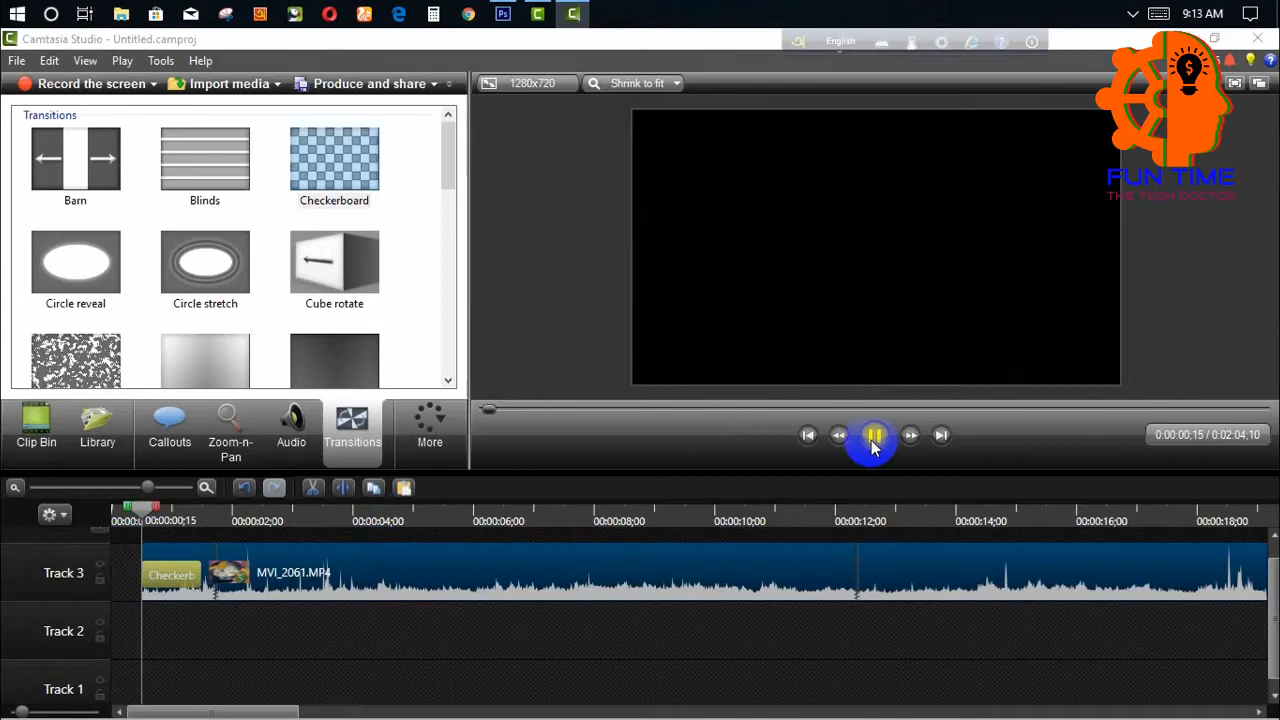 9:13 AM
Camtasia Studio - Untitled.camproj
English
File Edit View Play Tools Help
Record the screen Import media Produce and share
1280x720 Shrink to fit
Transitions
Barn Blinds Checkerboard
Circle reveal Circle stretch Cube rotate
FUN TIME
THE TECH DOCTOR
Clip Bin Library Callouts Zoom-n-Pan Audio Transitions More
0:00:00;15 / 0:02:04;10
00:00:00;15 00:00:02;00 00:00:04;00 00:00:06;00 00:00:08;00 00:00:10;00 00:00:12;00 00:00:14;00 00:00:16;00 00:00:18;00
Track 3 Checkerb MVI_2061.MP4
Track 2
Track 1